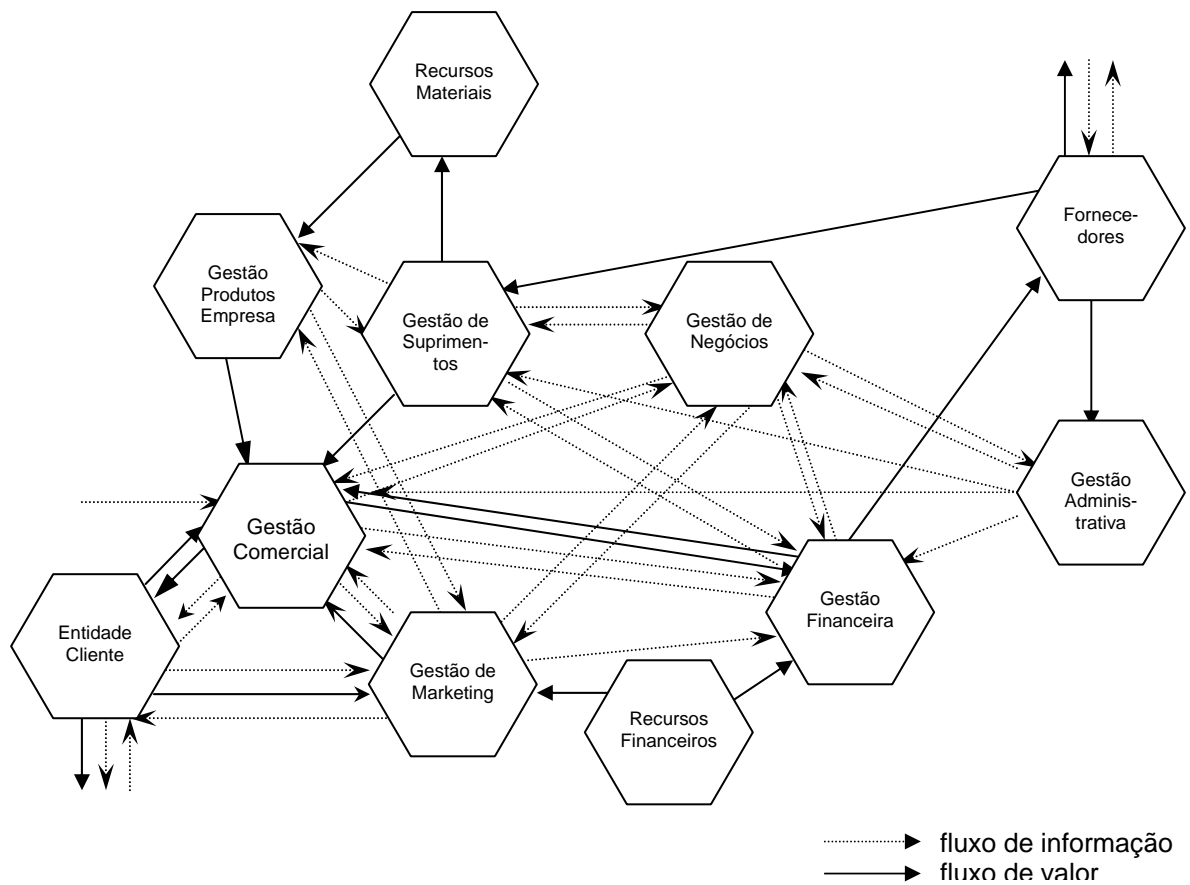 Recursos
Materiais
Fornece-
dores
Gestão
Produtos
Empresa
Gestão de
Suprimen-
tos
Gestão de
Negócios
Gestão
Adminis-
trativa
Gestão
Comercial
Gestão
Financeira
Entidade
Cliente
Gestão de
Marketing
Recursos
Financeiros
fluxo de informação
fluxo de valor